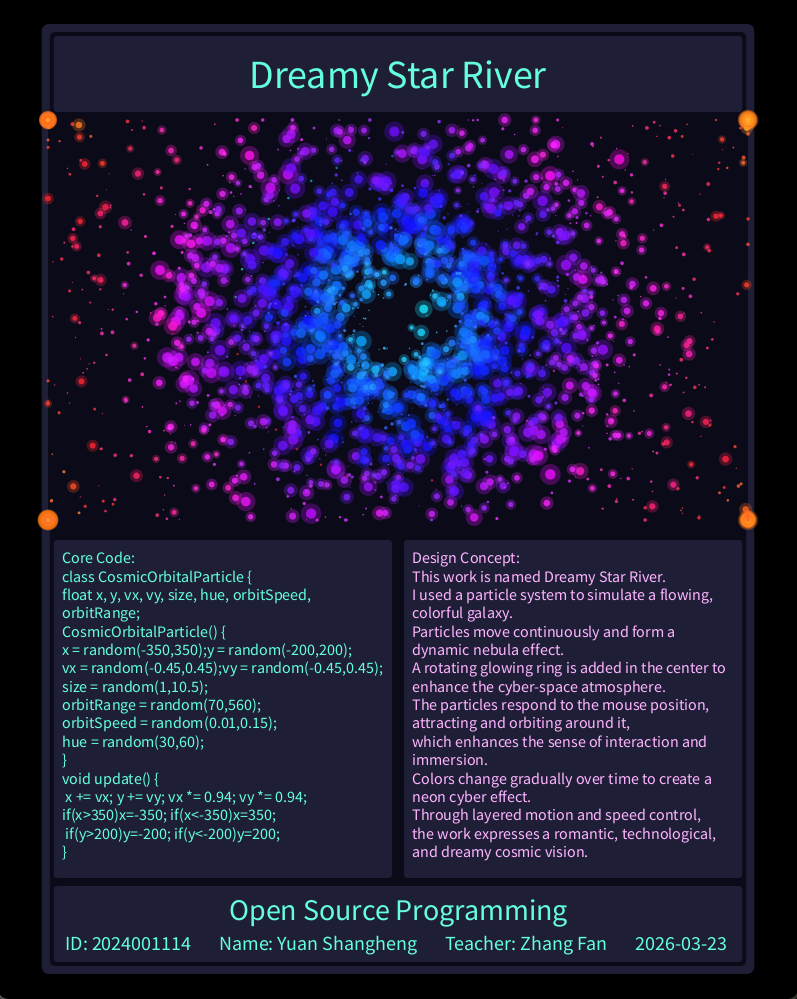 Dreamy Star River
Core Code:
class CosmicOrbitalParticle {
float x, y, vx, vy, size, hue, orbitSpeed,
orbitRange;
CosmicOrbitalParticle() {
x = random(-350,350);y = random(-200,200);
vx = random(-0.45,0.45);vy = random(-0.45,0.45);
size = random(1,10.5);
orbitRange = random(70,560);
orbitSpeed = random(0.01,0.15);
hue = random(30,60);
}
void update() {
x += vx; y += vy; vx *= 0.94; vy *= 0.94;
if(x>350)x=-350; if(x<-350)x=350;
if(y>200)y=-200; if(y<-200)y=200;
}
Design Concept:
This work is named Dreamy Star River.
I used a particle system to simulate a flowing,
colorful galaxy.
Particles move continuously and form a
dynamic nebula effect.
A rotating glowing ring is added in the center to
enhance the cyber-space atmosphere.
The particles respond to the mouse position,
attracting and orbiting around it,
which enhances the sense of interaction and
immersion.
Colors change gradually over time to create a
neon cyber effect.
Through layered motion and speed control,
the work expresses a romantic, technological,
and dreamy cosmic vision.
Open Source Programming
ID: 2024001114 Name: Yuan Shangheng Teacher: Zhang Fan 2026-03-23